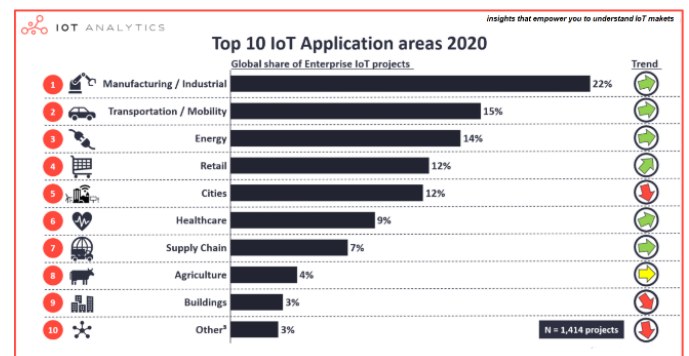 IOT ANALYTICS
insights that empower you to understand IoT makets
Top 10 IoT Application areas 2020
Global share of Enterprise IoT projects
Trend
1 Manufacturing / Industrial 22%
2 Transportation / Mobility 15%
3 Energy 14%
4 Retail 12%
5 Cities 12%
6 Healthcare 9%
7 Supply Chain 7%
8 Agriculture 4%
9 Buildings 3%
10 Other³ 3%
N = 1,414 projects